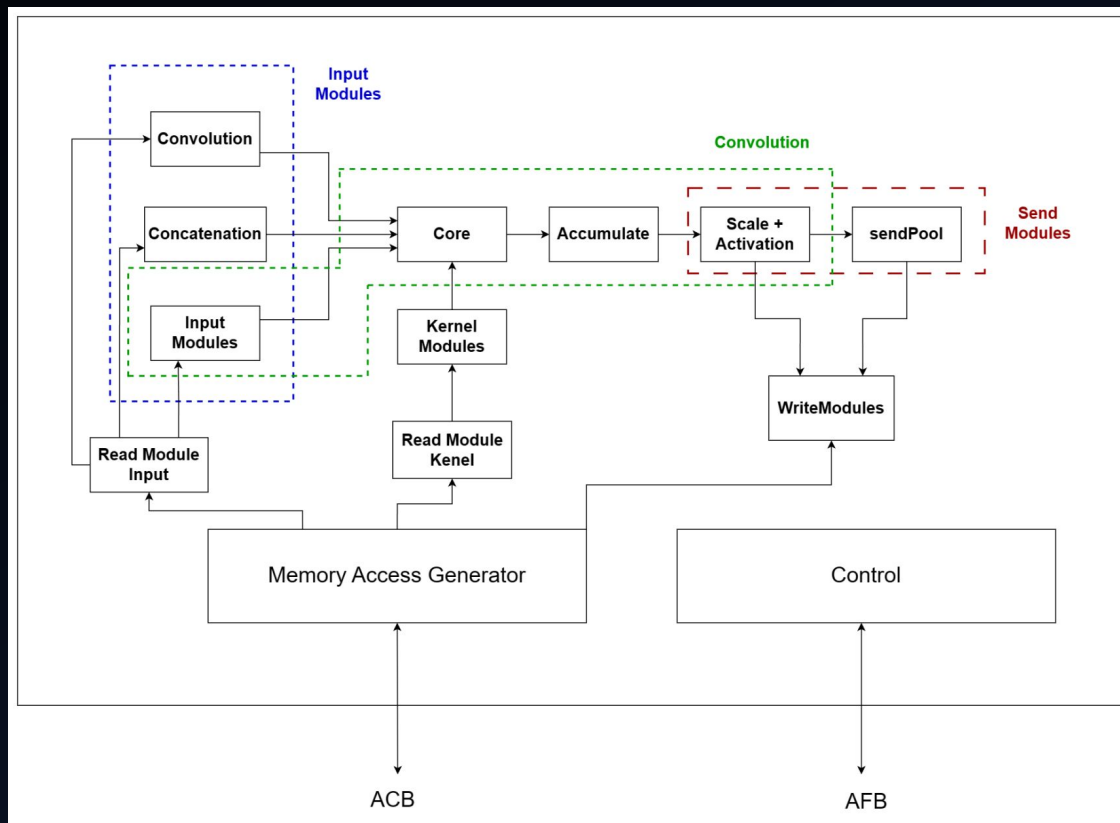 Input
Modules
Convolution
Convolution
Concatenation
Core
Accumulate
Scale +
Activation
sendPool
Send
Modules
Input
Modules
Kernel
Modules
WriteModules
Read Module
Input
Read Module
Kenel
Memory Access Generator
Control
ACB
AFB